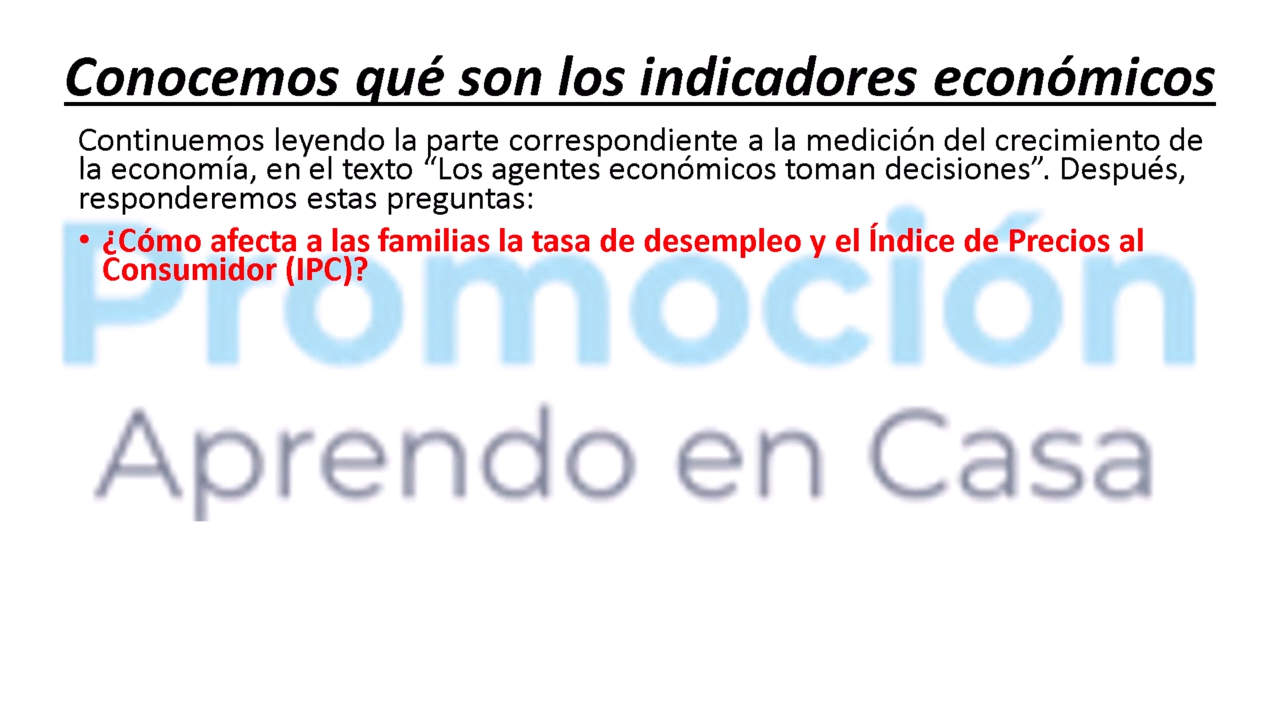 Conocemos qué son los indicadores económicos
Continuemos leyendo la parte correspondiente a la medición del crecimiento de
la economía, en el texto “Los agentes económicos toman decisiones”. Después,
responderemos estas preguntas:
• ¿Cómo afecta a las familias la tasa de desempleo y el Índice de Precios al
Consumidor (IPC)?
Promoción
Aprendo en Casa